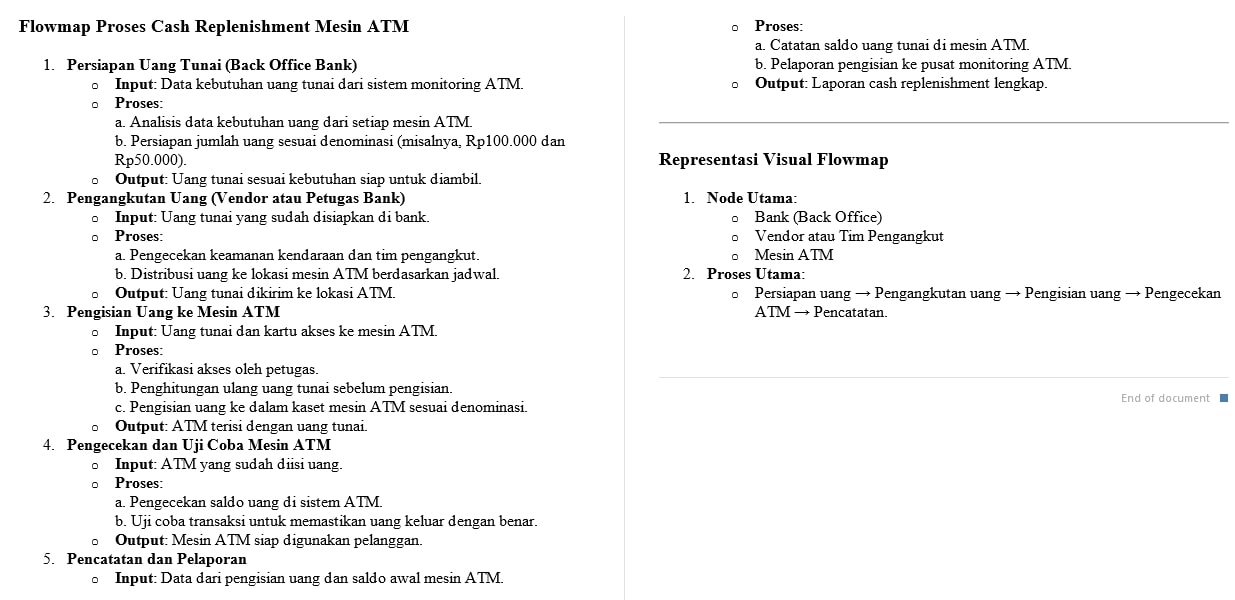 Flowmap Proses Cash Replenishment Mesin ATM
1. Persiapan Uang Tunai (Back Office Bank)
o Input: Data kebutuhan uang tunai dari sistem monitoring ATM.
o Proses:
a. Analisis data kebutuhan uang dari setiap mesin ATM.
b. Persiapan jumlah uang sesuai denominasi (misalnya, Rp100.000 dan
Rp50.000).
o Output: Uang tunai sesuai kebutuhan siap untuk diambil.
2. Pengangkutan Uang (Vendor atau Petugas Bank)
o Input: Uang tunai yang sudah disiapkan di bank.
o Proses:
a. Pengecekan keamanan kendaraan dan tim pengangkut.
b. Distribusi uang ke lokasi mesin ATM berdasarkan jadwal.
o Output: Uang tunai dikirim ke lokasi ATM.
3. Pengisian Uang ke Mesin ATM
o Input: Uang tunai dan kartu akses ke mesin ATM.
o Proses:
a. Verifikasi akses oleh petugas.
b. Penghitungan ulang uang tunai sebelum pengisian.
c. Pengisian uang ke dalam kaset mesin ATM sesuai denominasi.
o Output: ATM terisi dengan uang tunai.
4. Pengecekan dan Uji Coba Mesin ATM
o Input: ATM yang sudah diisi uang.
o Proses:
a. Pengecekan saldo uang di sistem ATM.
b. Uji coba transaksi untuk memastikan uang keluar dengan benar.
o Output: Mesin ATM siap digunakan pelanggan.
5. Pencatatan dan Pelaporan
o Input: Data dari pengisian uang dan saldo awal mesin ATM.
o Proses:
a. Catatan saldo uang tunai di mesin ATM.
b. Pelaporan pengisian ke pusat monitoring ATM.
o Output: Laporan cash replenishment lengkap.
Representasi Visual Flowmap
1. Node Utama:
o Bank (Back Office)
o Vendor atau Tim Pengangkut
o Mesin ATM
2. Proses Utama:
o Persiapan uang → Pengangkutan uang → Pengisian uang → Pengecekan
ATM → Pencatatan.
End of document